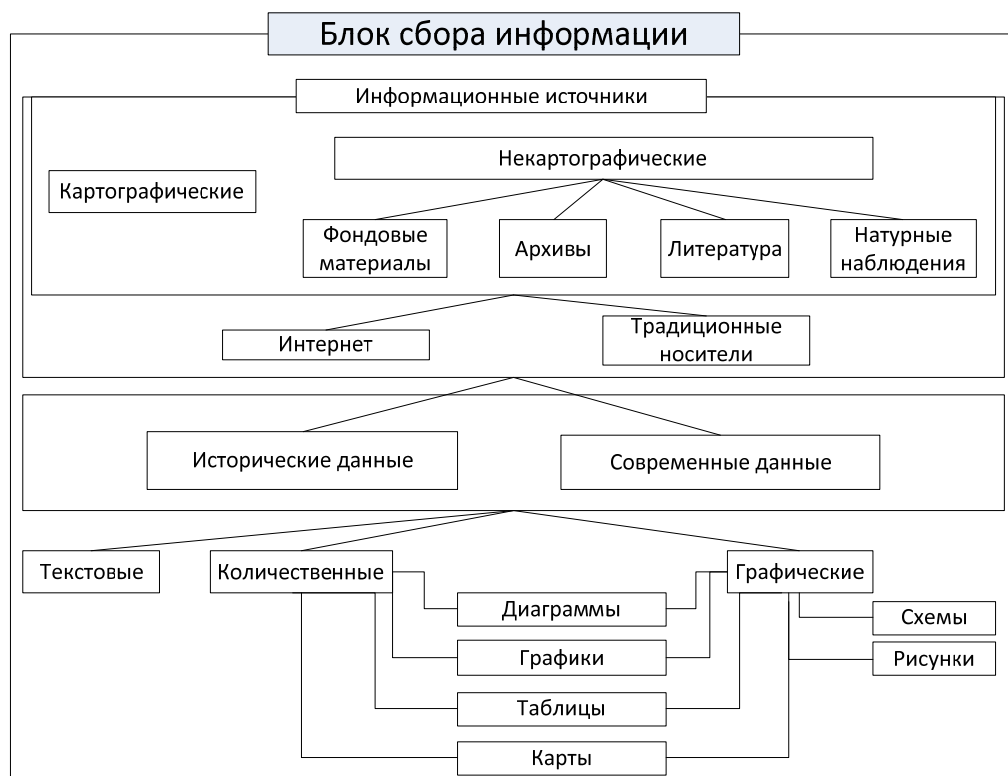 Блок сбора информации
Информационные источники
Некартографические
Картографические
Фондовые
материалы
Архивы
Литература
Натурные
наблюдения
Интернет
Традиционные
носители
Исторические данные
Современные данные
Текстовые
Количественные
Графические
Диаграммы
Схемы
Графики
Рисунки
Таблицы
Карты